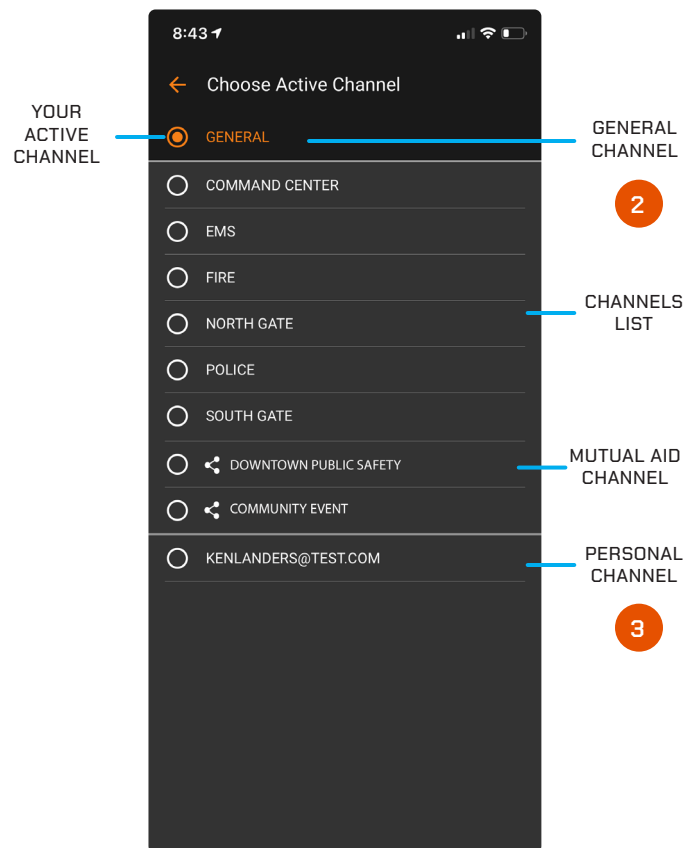 8:43
Choose Active Channel
YOUR
ACTIVE
CHANNEL
GENERAL
GENERAL
CHANNEL
2
COMMAND CENTER
EMS
FIRE
NORTH GATE
CHANNELS
LIST
POLICE
SOUTH GATE
DOWNTOWN PUBLIC SAFETY
MUTUAL AID
CHANNEL
COMMUNITY EVENT
KENLANDERS@TEST.COM
PERSONAL
CHANNEL
3